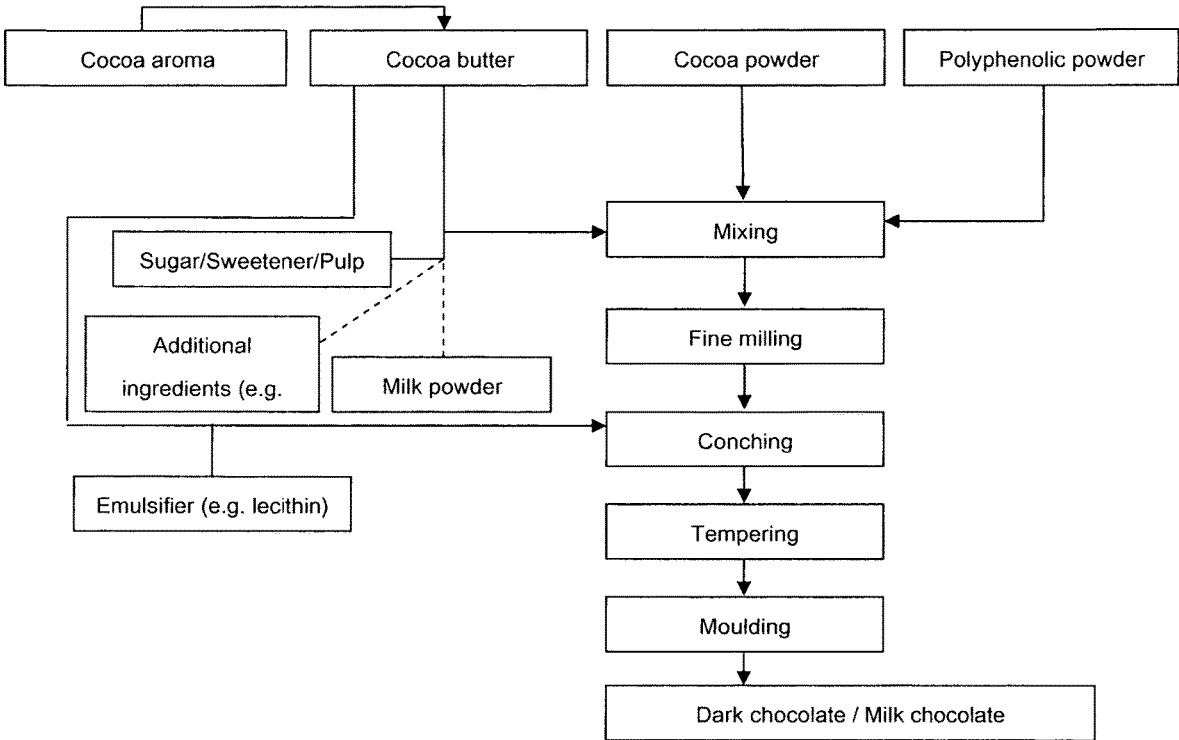 Cocoa aroma
Cocoa butter
Cocoa powder
Polyphenolic powder
Mixing
Sugar/Sweetener/Pulp
Fine milling
Additional
ingredients (e.g.
Milk powder
Conching
Emulsifier (e.g. lecithin)
Tempering
Moulding
Dark chocolate / Milk chocolate